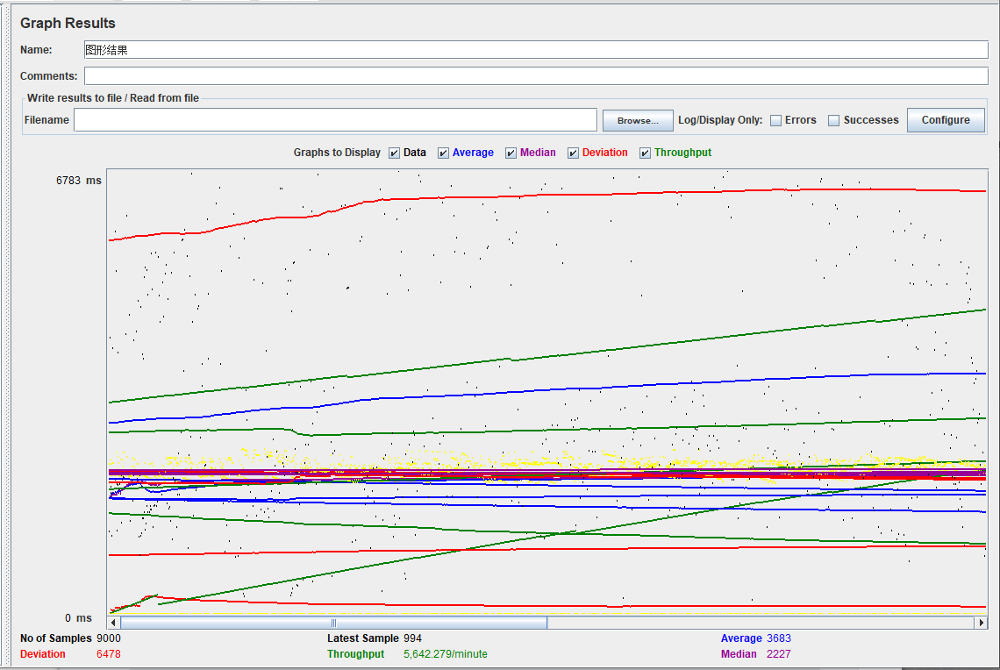 Graph Results
Name: 图形结果
Comments:
Write results to file / Read from file
Filename Browse... Log/Display Only: Errors Successes Configure
Graphs to Display Data Average Median Deviation Throughput
6783 ms
0 ms
No of Samples 9000 Latest Sample 994 Average 3683
Deviation 6478 Throughput 5,642.279/minute Median 2227